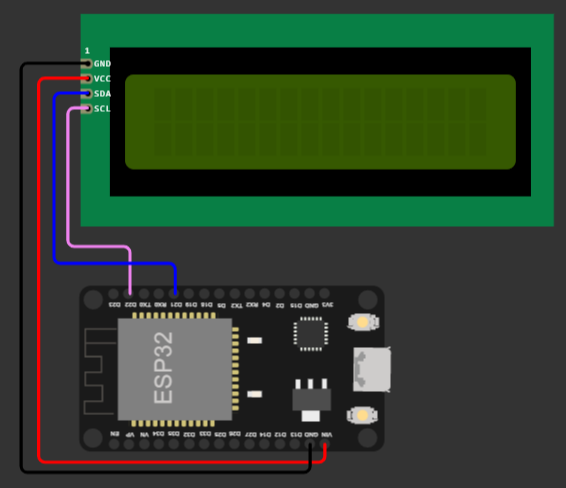 1
GND
VCC
SDA
SCL
D23 D22 TX0 RX0 D21 D19 D18 D5 TX2 RX2 D4 D2 D15 GND 3V3
ESP32
EN VP VN D34 D35 D32 D33 D25 D26 D27 D14 D12 D13 GND VIN